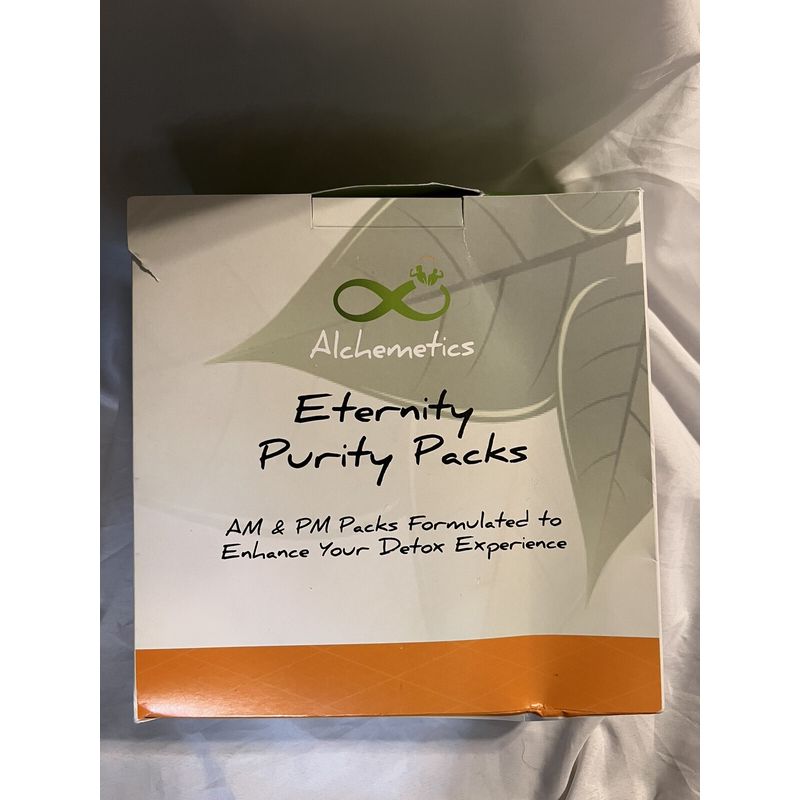 Alchemetics
Eternity
Purity Packs
AM & PM Packs Formulated to
Enhance Your Detox Experience